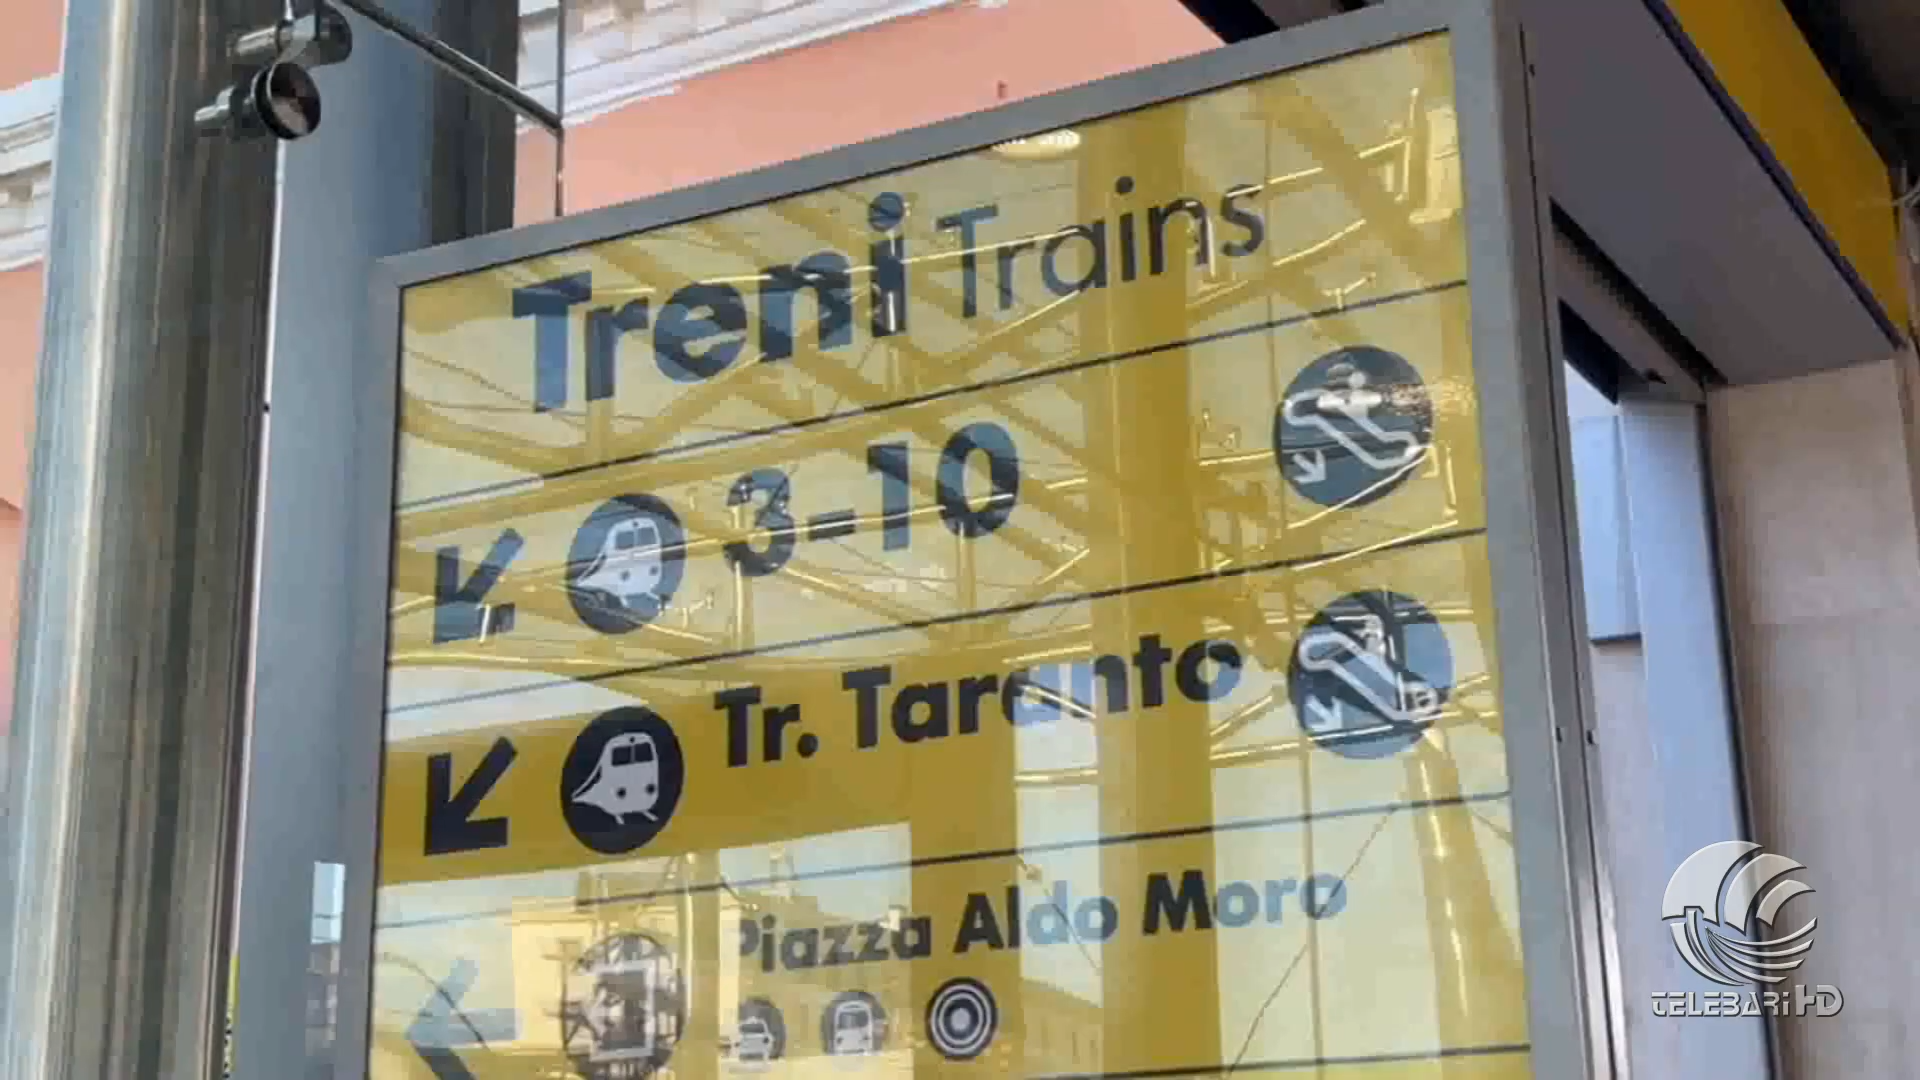 Treni Trains
3-10
Tr. Taranto
Piazza Aldo Moro
TELEBARI HD